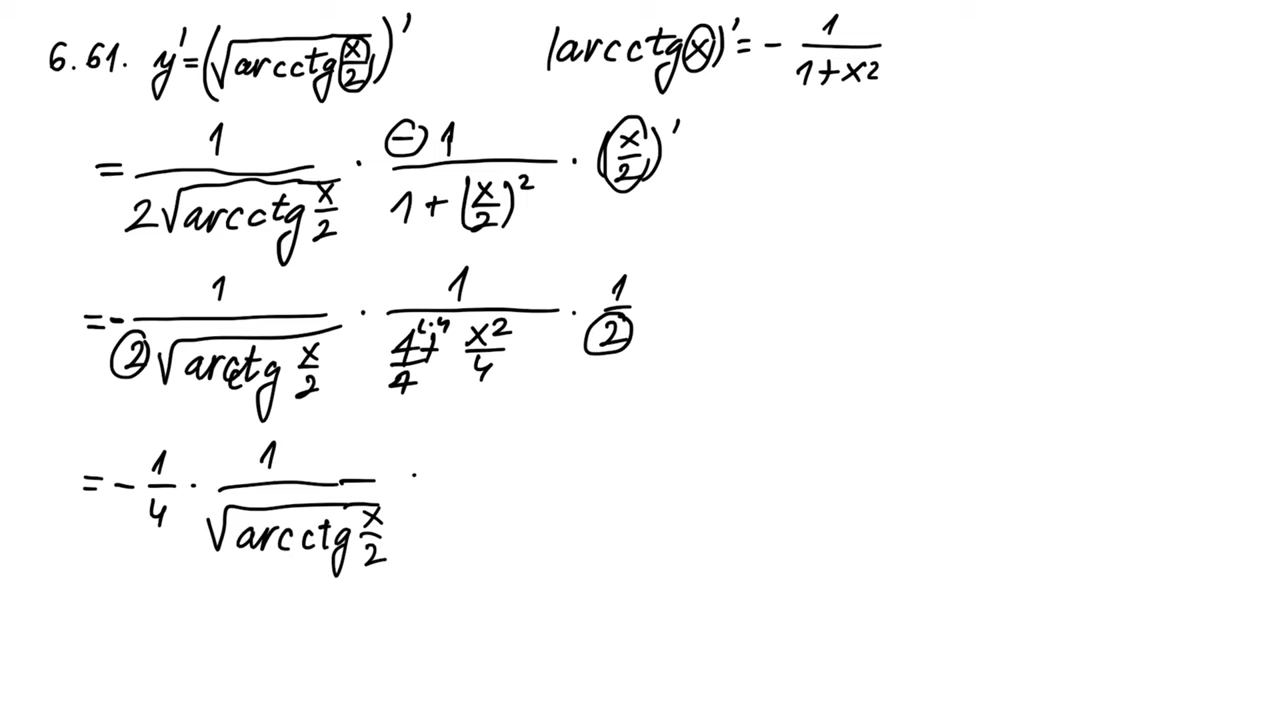 6.61. y' = (√(arcctg x/2))' (arcctg x)' = - 1/(1+x²)
= 1/(2√(arcctg x/2)) · -1/(1+(x/2)²) · (x/2)'
= - 1/(2√(arcctg x/2)) · 1/(4/4 + x²/4) · 1/2
= - 1/4 · 1/√(arcctg x/2) ·